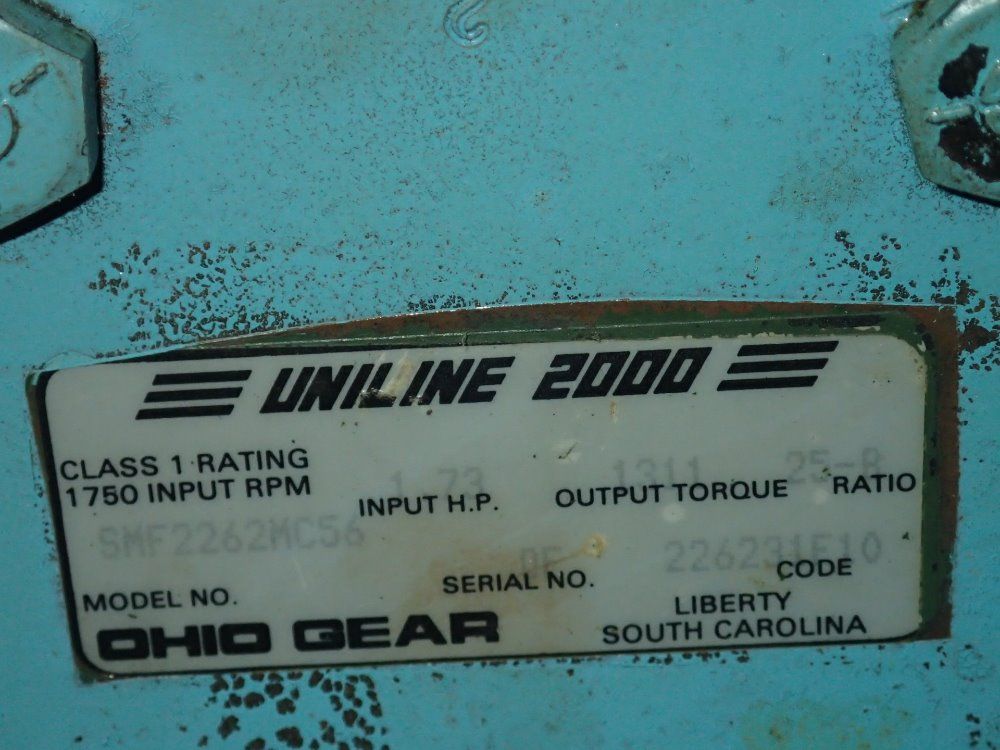 UNILINE 2000
CLASS 1 RATING
1750 INPUT RPM
1.73
INPUT H.P.
1311
OUTPUT TORQUE
25-R
RATIO
SMF2262MC56
MODEL NO.
SERIAL NO.
CODE
OHIO GEAR
LIBERTY
SOUTH CAROLINA